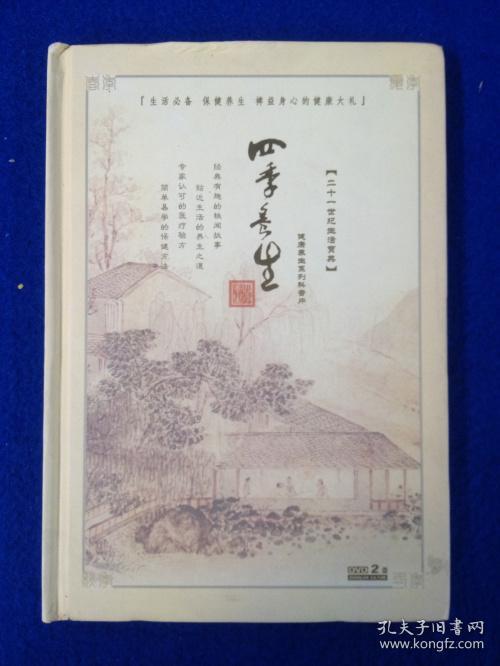 『生活必备 保健养生 裨益身心的健康大礼』
【二十一世纪生活宝典】
健康养生系列科普片
四季养生
经典有趣的轶闻故事
贴近生活的养生之道
专家认可的医疗验方
简单易学的保健方法
DVD 2
孔夫子旧书网
www.kongfz.com